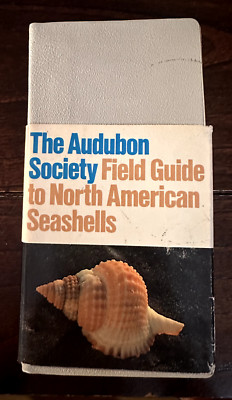 The Audubon
Society Field Guide
to North American
Seashells